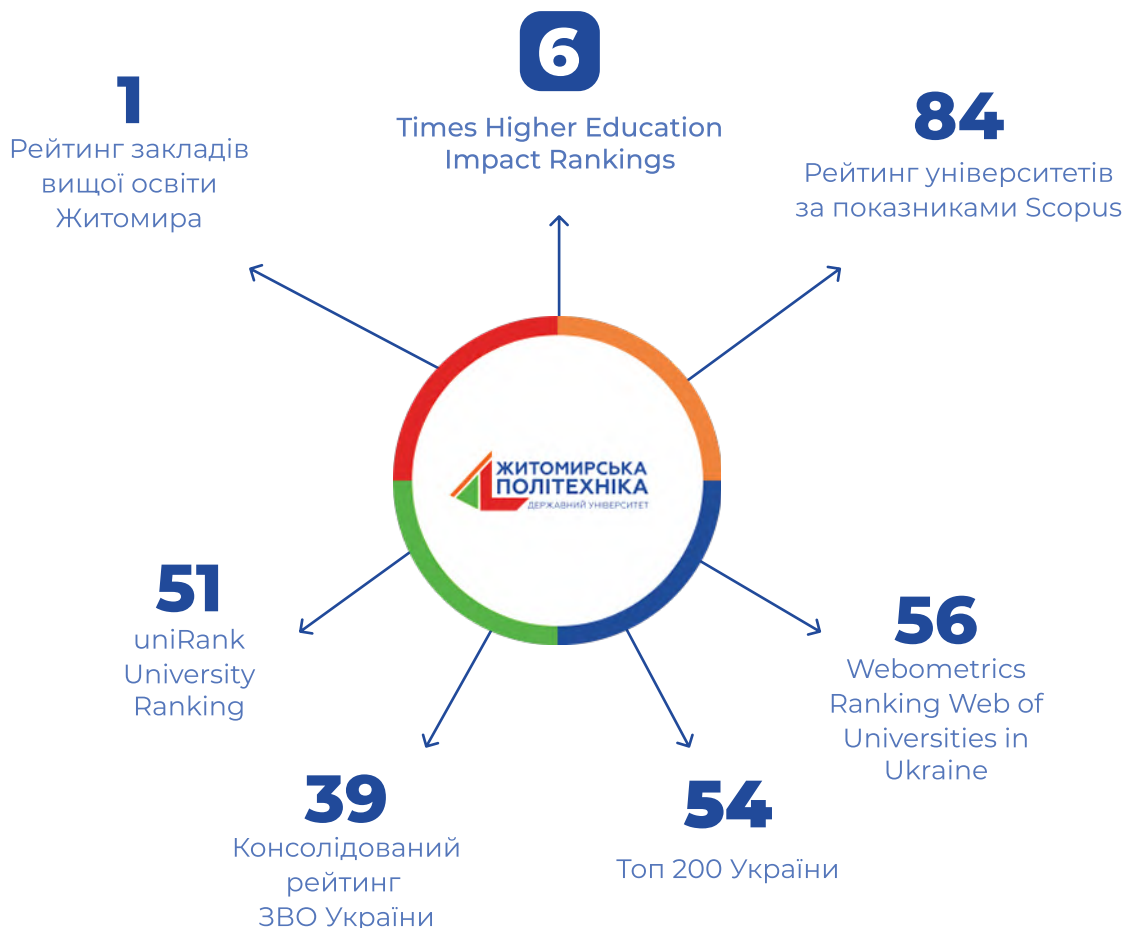 6
Times Higher Education
Impact Rankings
1
Рейтинг закладів
вищої освіти
Житомира
84
Рейтинг університетів
за показниками Scopus
ЖИТОМИРСЬКА
ПОЛІТЕХНІКА
ДЕРЖАВНИЙ УНІВЕРСИТЕТ
51
uniRank
University
Ranking
56
Webometrics
Ranking Web of
Universities in
Ukraine
39
Консолідований
рейтинг
ЗВО України
54
Топ 200 України